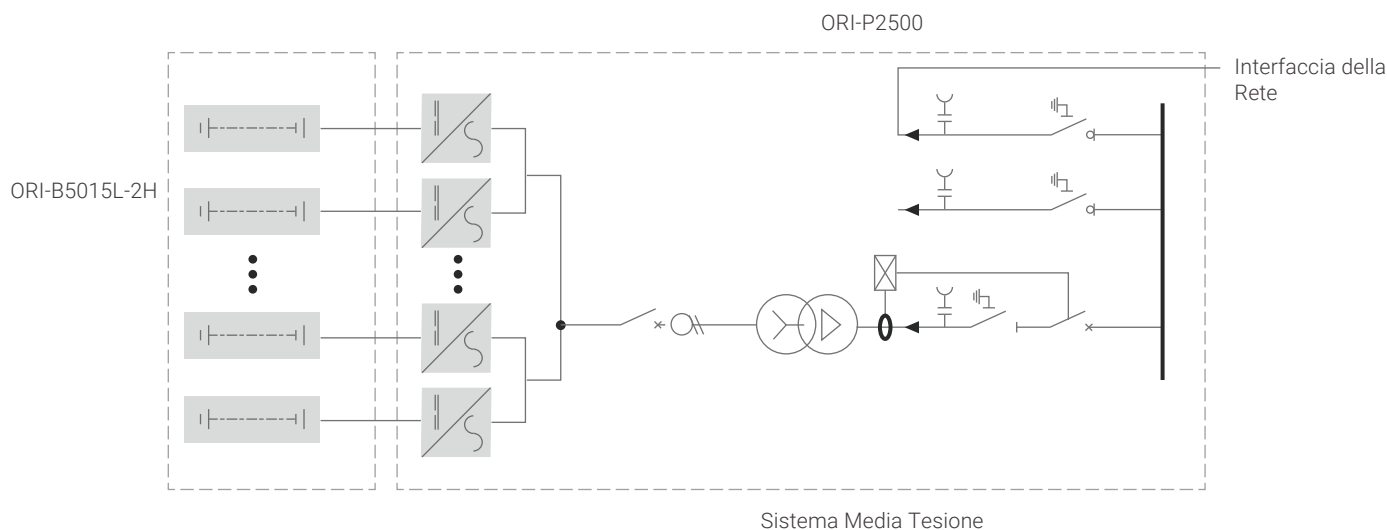 ORI-P2500
Interfaccia della
Rete
ORI-B5015L-2H
Sistema Media Tesione